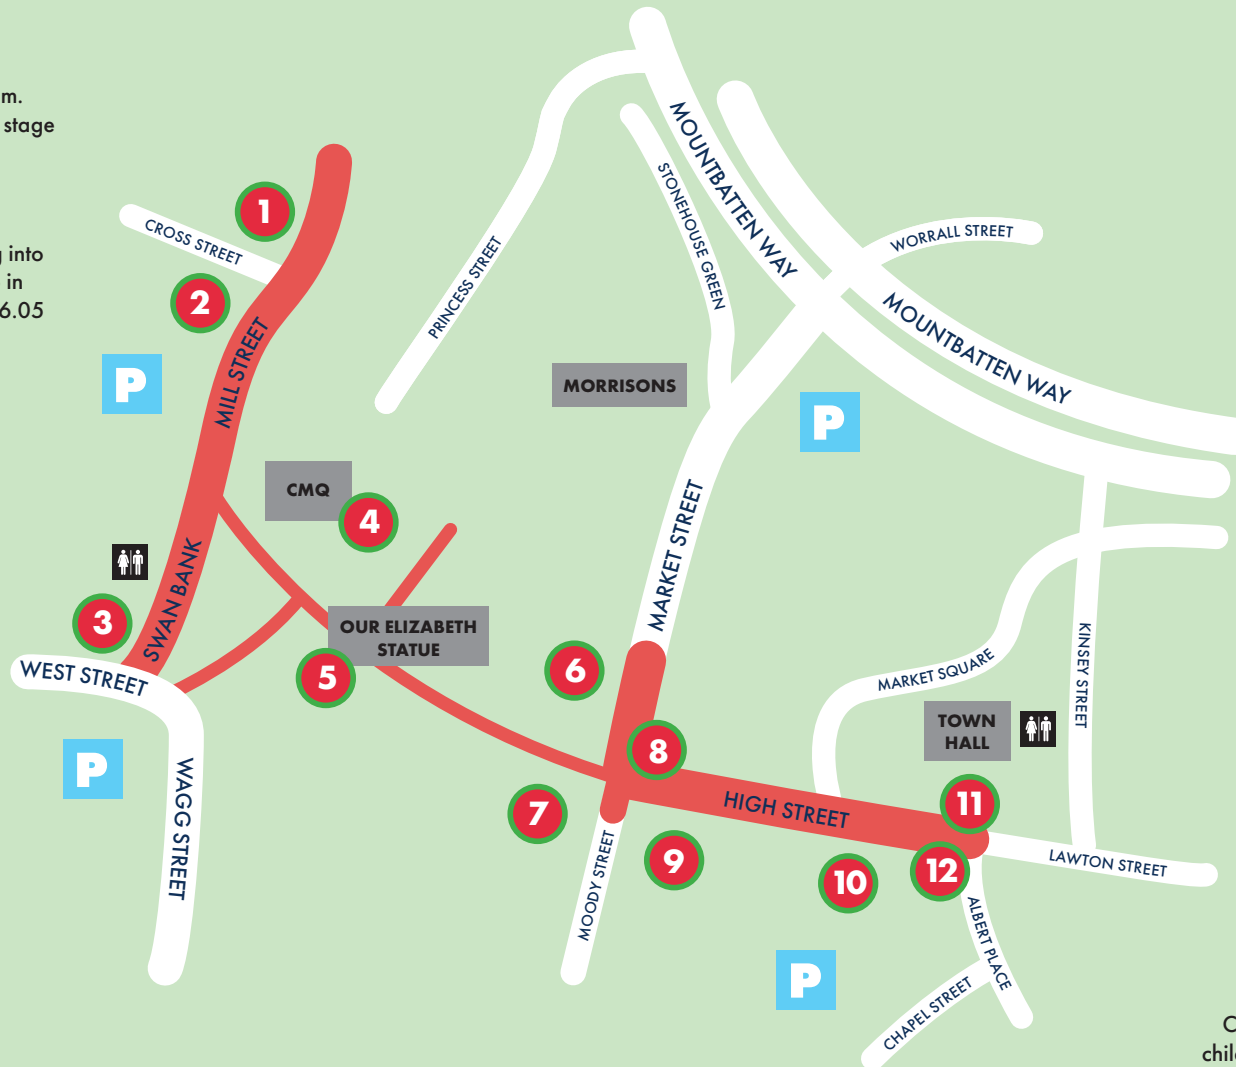 m.
stage
g into
in
6.05
1
CROSS STREET
2
P
MILL STREET
PRINCESS STREET
STONEHOUSE GREEN
MOUNTBATTEN WAY
WORRALL STREET
MOUNTBATTEN WAY
MORRISONS
P
CMQ
4
MARKET STREET
SWAN BANK
3
OUR ELIZABETH
STATUE
5
6
WEST STREET
MARKET SQUARE
KINSEY STREET
TOWN
HALL
P
WAGG STREET
8
7
HIGH STREET
11
9
10
12
LAWTON STREET
MOODY STREET
ALBERT PLACE
P
CHAPEL STREET